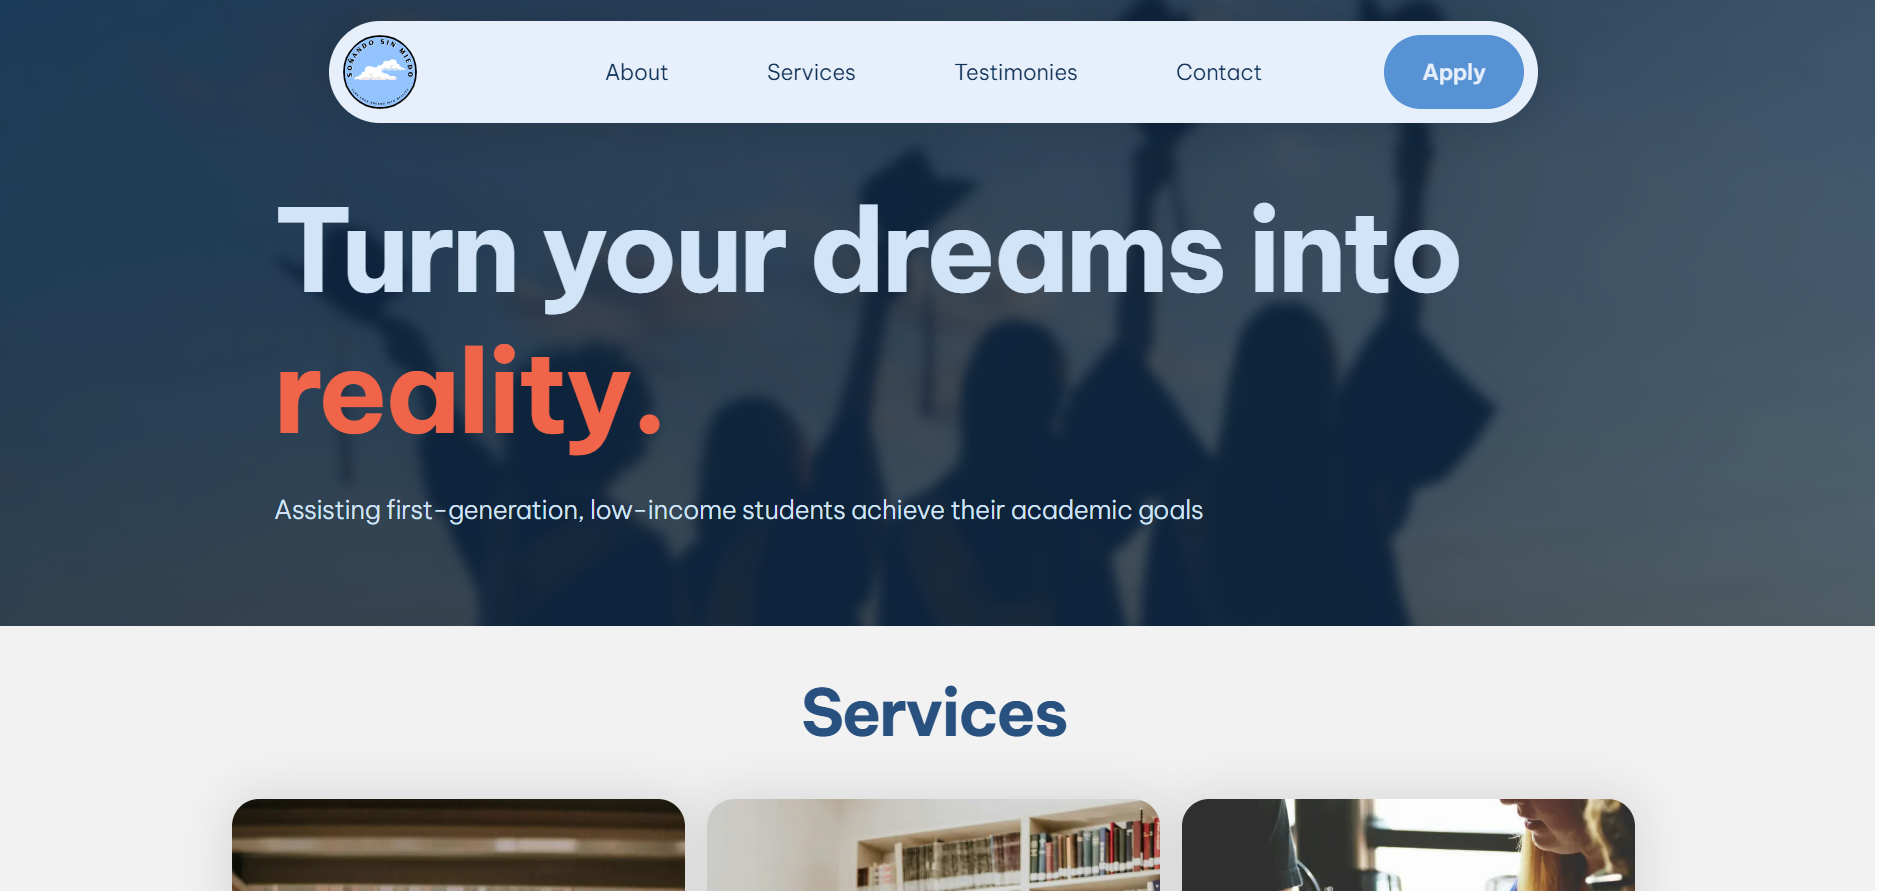 SOÑANDO SIN MIEDO
About
Services
Testimonies
Contact
Apply
Turn your dreams into
reality.
Assisting first-generation, low-income students achieve their academic goals
Services